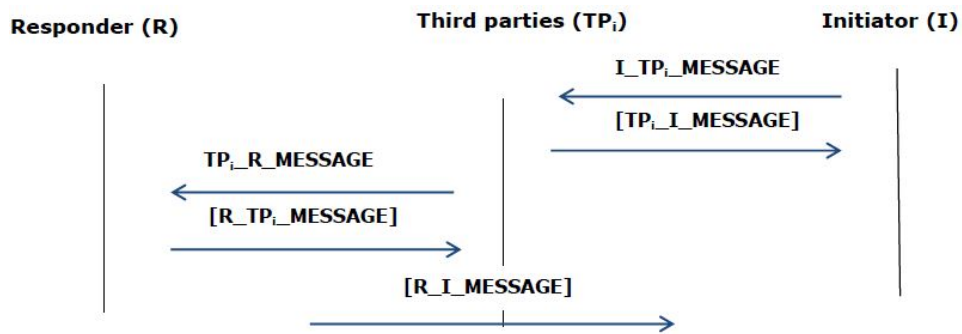 Responder (R) Third parties (TPᵢ) Initiator (I)
I_TPᵢ_MESSAGE
[TPᵢ_I_MESSAGE]
TPᵢ_R_MESSAGE
[R_TPᵢ_MESSAGE]
[R_I_MESSAGE]